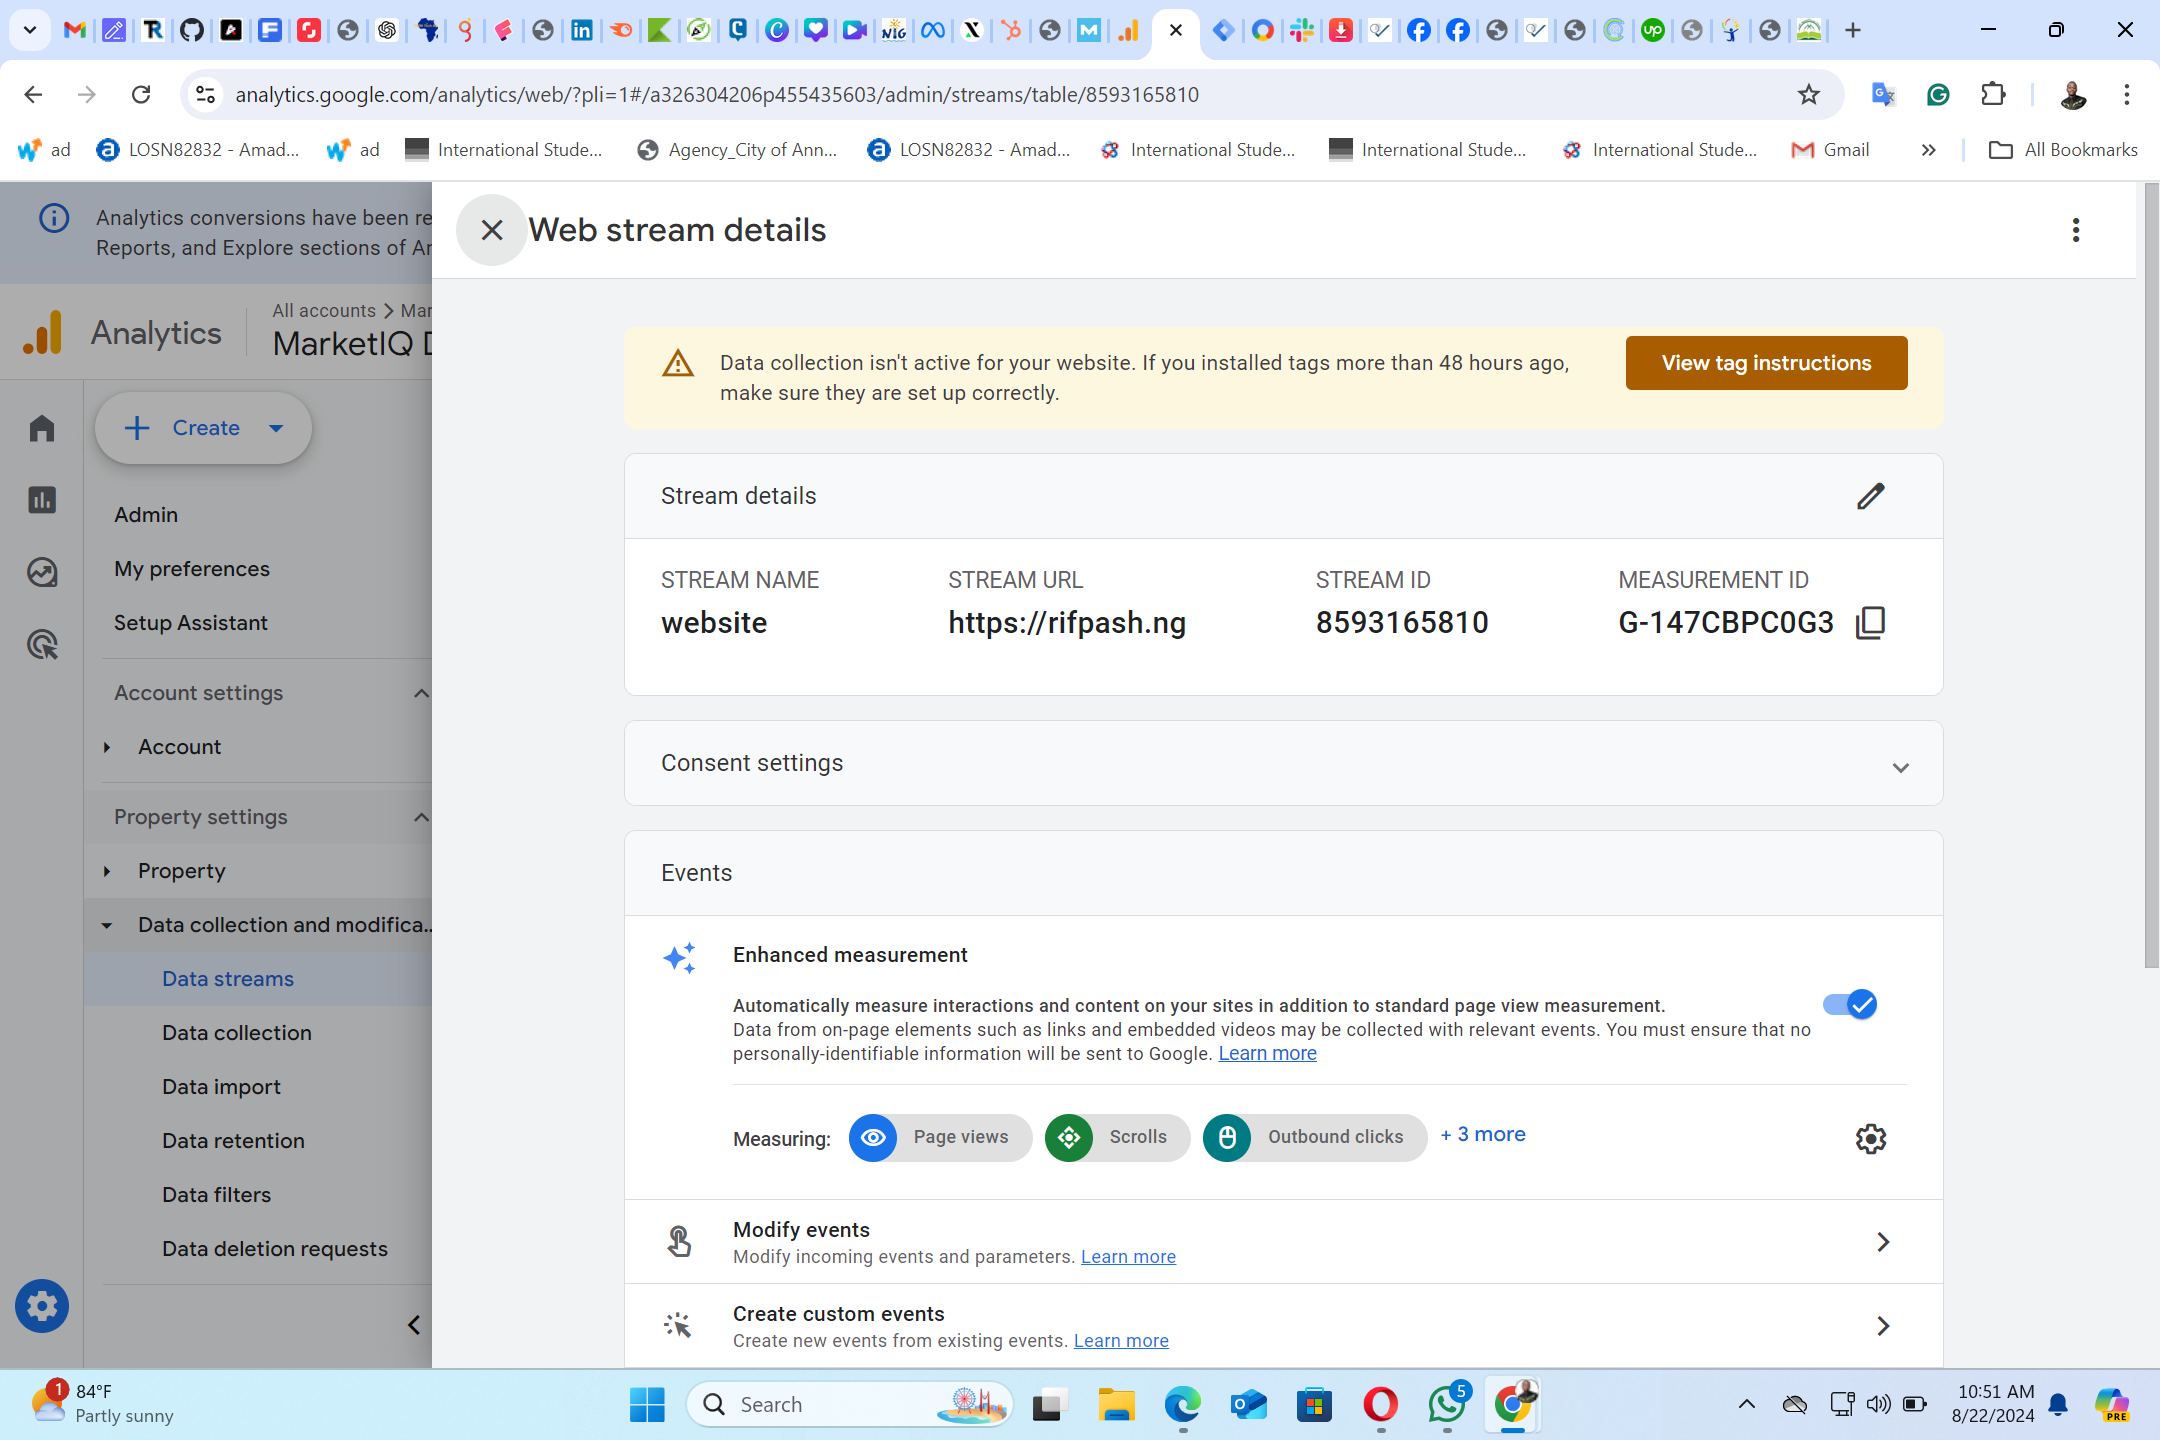 analytics.google.com/analytics/web/?pli=1#/a326304206p455435603/admin/streams/table/8593165810
ad
LOSN82832 - Amad...
ad
International Stude...
Agency_City of Ann...
LOSN82832 - Amad...
International Stude...
International Stude...
International Stude...
Gmail
All Bookmarks
Analytics conversions have been re
Reports, and Explore sections of Ar
Analytics
All accounts > Mar
MarketIQ D
Create
Admin
My preferences
Setup Assistant
Account settings
Account
Property settings
Property
Data collection and modifica...
Data streams
Data collection
Data import
Data retention
Data filters
Data deletion requests
Web stream details
Data collection isn't active for your website. If you installed tags more than 48 hours ago,
make sure they are set up correctly.
View tag instructions
Stream details
STREAM NAME
website
STREAM URL
https://rifpash.ng
STREAM ID
8593165810
MEASUREMENT ID
G-147CBPC0G3
Consent settings
Events
Enhanced measurement
Automatically measure interactions and content on your sites in addition to standard page view measurement.
Data from on-page elements such as links and embedded videos may be collected with relevant events. You must ensure that no
personally-identifiable information will be sent to Google. Learn more
Measuring:
Page views
Scrolls
Outbound clicks
+ 3 more
Modify events
Modify incoming events and parameters. Learn more
Create custom events
Create new events from existing events. Learn more
1
84°F
Partly sunny
Search
5
10:51 AM
8/22/2024
PRE